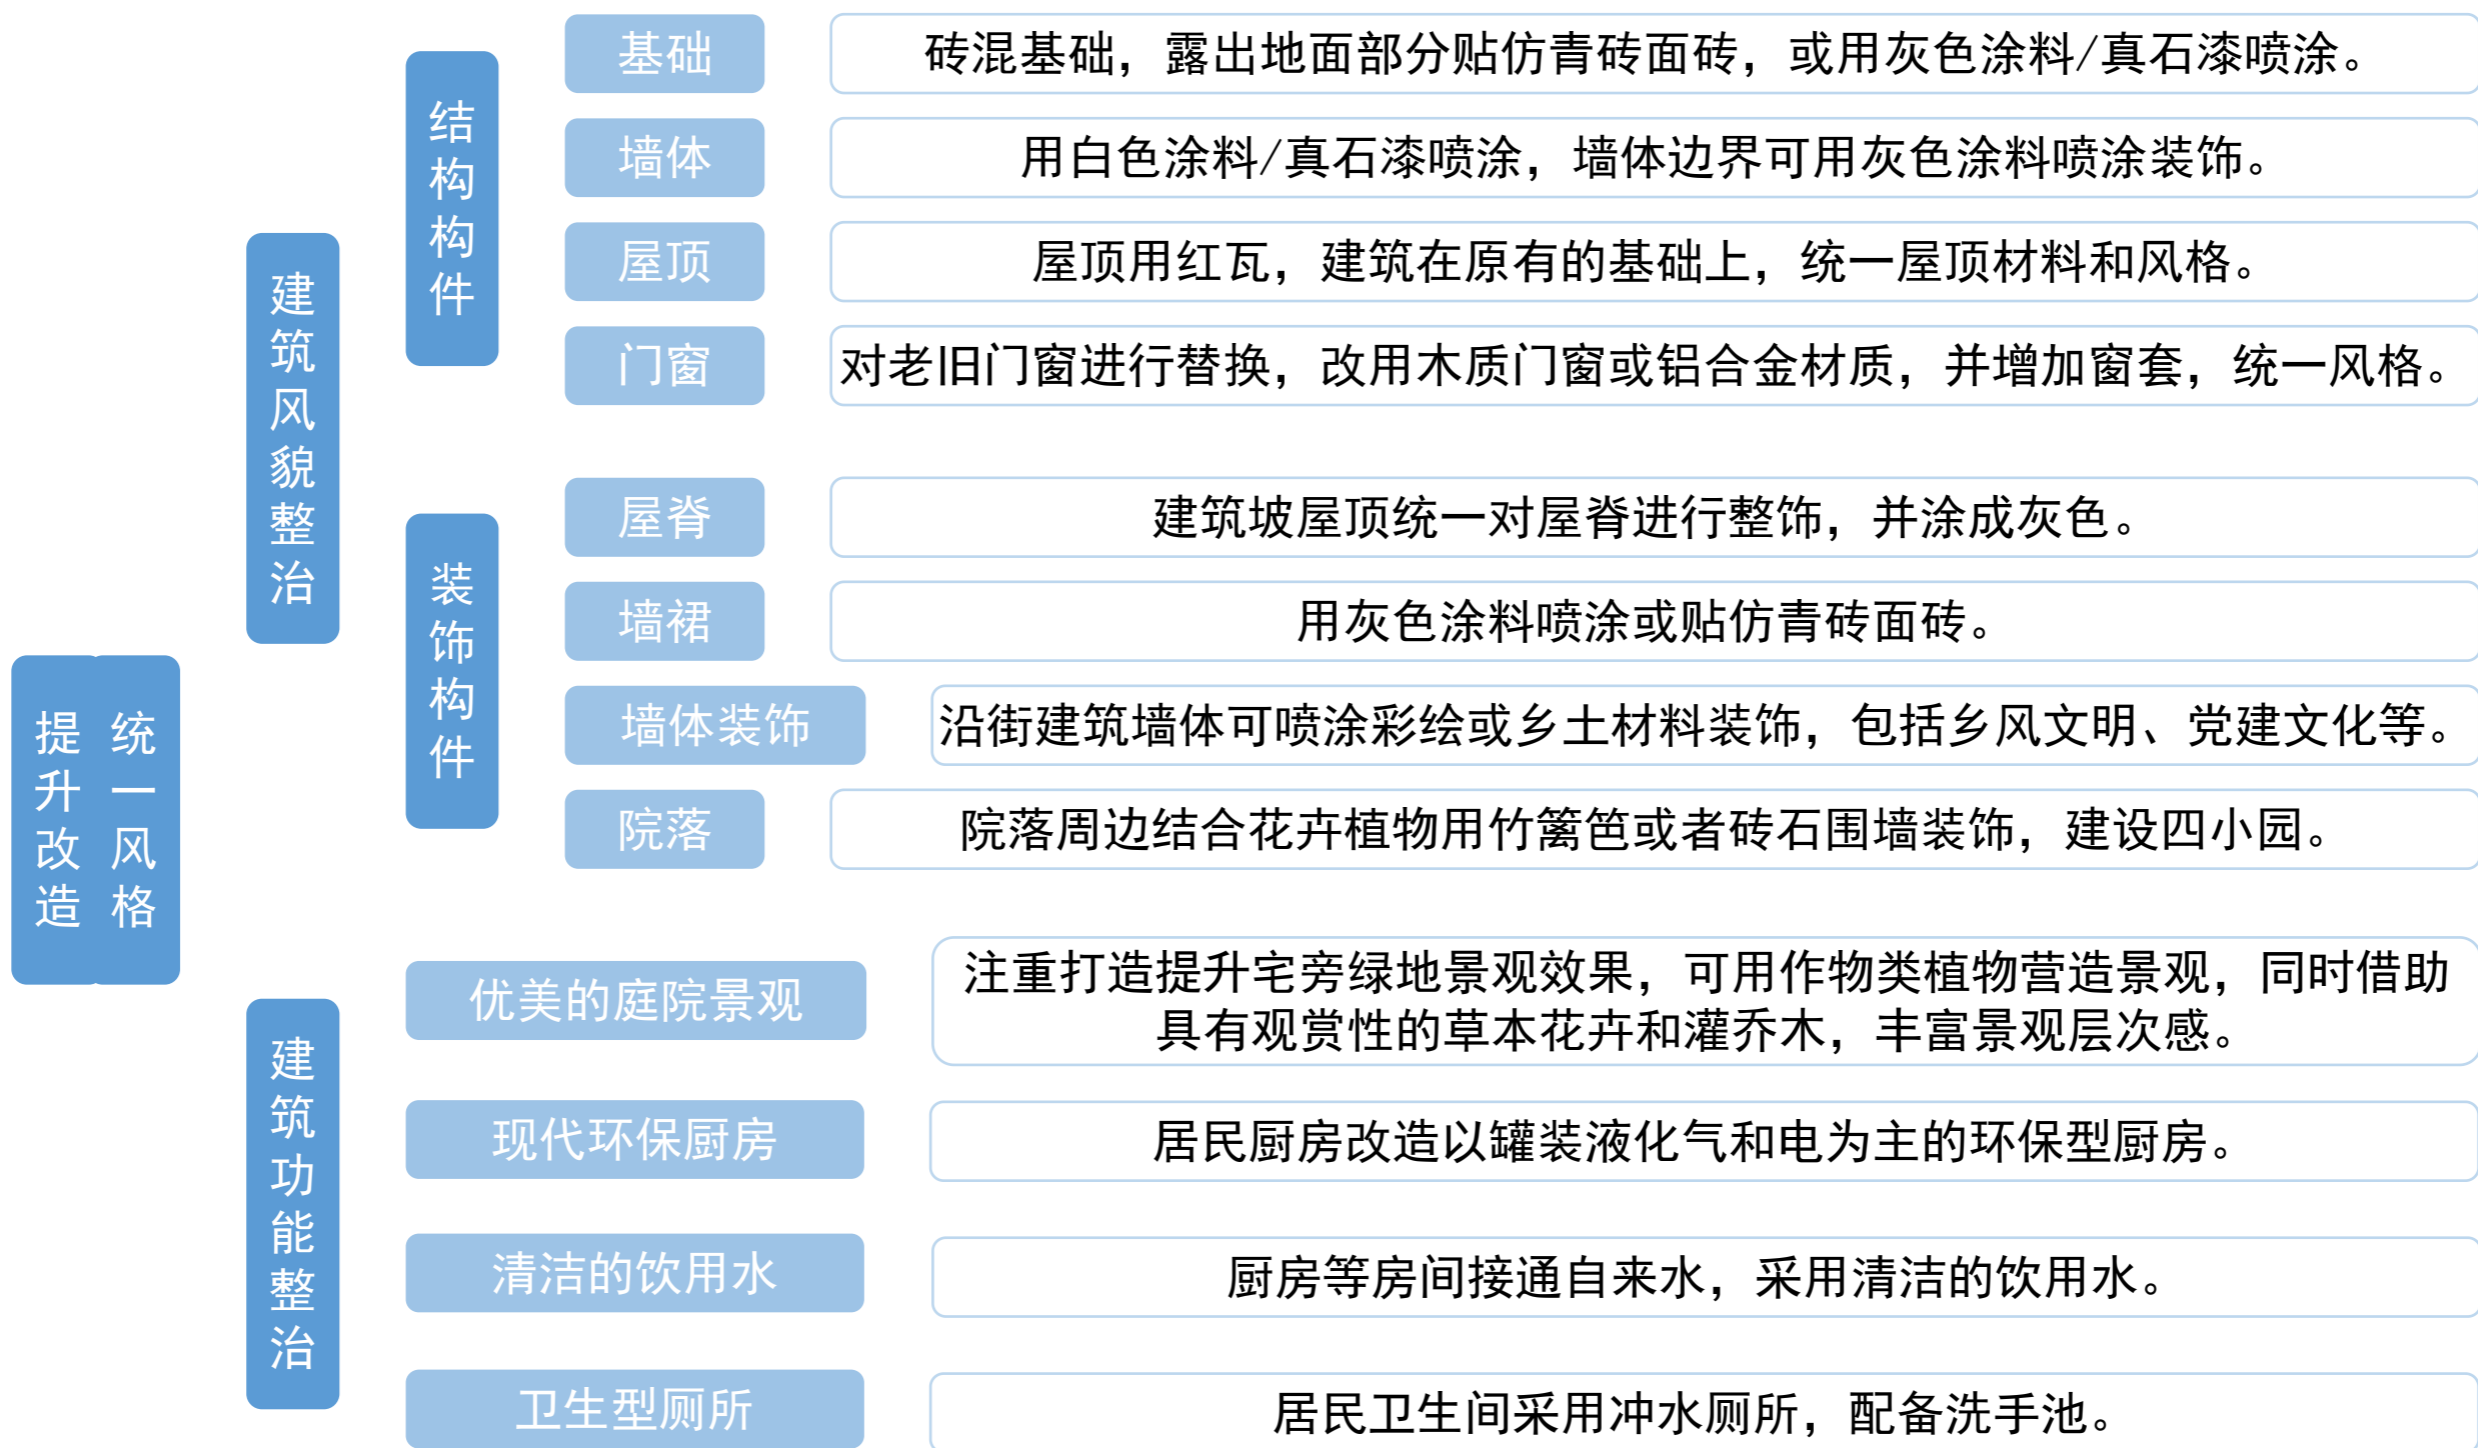 提升改造
统一风格
建筑风貌整治
结构构件
基础
砖混基础，露出地面部分贴仿青砖面砖，或用灰色涂料/真石漆喷涂。
墙体
用白色涂料/真石漆喷涂，墙体边界可用灰色涂料喷涂装饰。
屋顶
屋顶用红瓦，建筑在原有的基础上，统一屋顶材料和风格。
门窗
对老旧门窗进行替换，改用木质门窗或铝合金材质，并增加窗套，统一风格。
装饰构件
屋脊
建筑坡屋顶统一对屋脊进行整饰，并涂成灰色。
墙裙
用灰色涂料喷涂或贴仿青砖面砖。
墙体装饰
沿街建筑墙体可喷涂彩绘或乡土材料装饰，包括乡风文明、党建文化等。
院落
院落周边结合花卉植物用竹篱笆或者砖石围墙装饰，建设四小园。
建筑功能整治
优美的庭院景观
注重打造提升宅旁绿地景观效果，可用作物类植物营造景观，同时借助
具有观赏性的草本花卉和灌乔木，丰富景观层次感。
现代环保厨房
居民厨房改造以罐装液化气和电为主的环保型厨房。
清洁的饮用水
厨房等房间接通自来水，采用清洁的饮用水。
卫生型厕所
居民卫生间采用冲水厕所，配备洗手池。